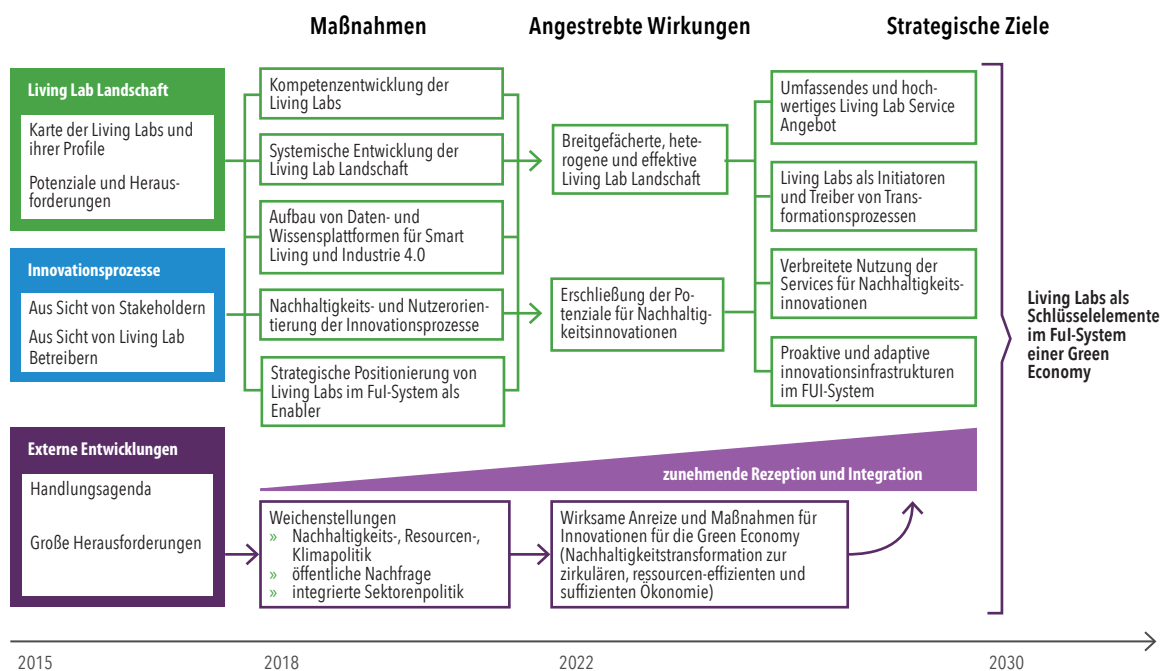 Maßnahmen
Angestrebte Wirkungen
Strategische Ziele
Living Lab Landschaft
Karte der Living Labs und
ihrer Profile
Potenziale und Heraus-
forderungen
Innovationsprozesse
Aus Sicht von Stakeholdern
Aus Sicht von Living Lab
Betreibern
Externe Entwicklungen
Handlungsagenda
Große Herausforderungen
Kompetenzentwicklung der
Living Labs
Systemische Entwicklung der
Living Lab Landschaft
Aufbau von Daten- und
Wissensplattformen für Smart
Living und Industrie 4.0
Nachhaltigkeits- und Nutzerorien-
tierung der Innovationsprozesse
Strategische Positionierung von
Living Labs im FuI-System als
Enabler
Breitgefächerte, hete-
rogene und effektive
Living Lab Landschaft
Erschließung der Po-
tenziale für Nachhaltig-
keitsinnovationen
Umfassendes und hoch-
wertiges Living Lab Service
Angebot
Living Labs als Initiatoren
und Treiber von Trans-
formationprozessen
Verbreitete Nutzung der
Services für Nachhaltigkeits-
innovationen
Proaktive und adaptive
innovationsinfrastrukturen
im FUI-System
Living Labs als
Schlüsselelemente
im FuI-System
einer Green
Economy
zunehmende Rezeption und Integration
Weichenstellungen
» Nachhaltigkeits-, Resourcen-,
Klimapolitik
» öffentliche Nachfrage
» integrierte Sektorenpolitik
Wirksame Anreize und Maßnahmen für
Innovationen für die Green Economy
(Nachhaltigkeitstransformation zur
zirkulären, ressourcen-effizienten und
suffizienten Ökonomie)
2015
2018
2022
2030